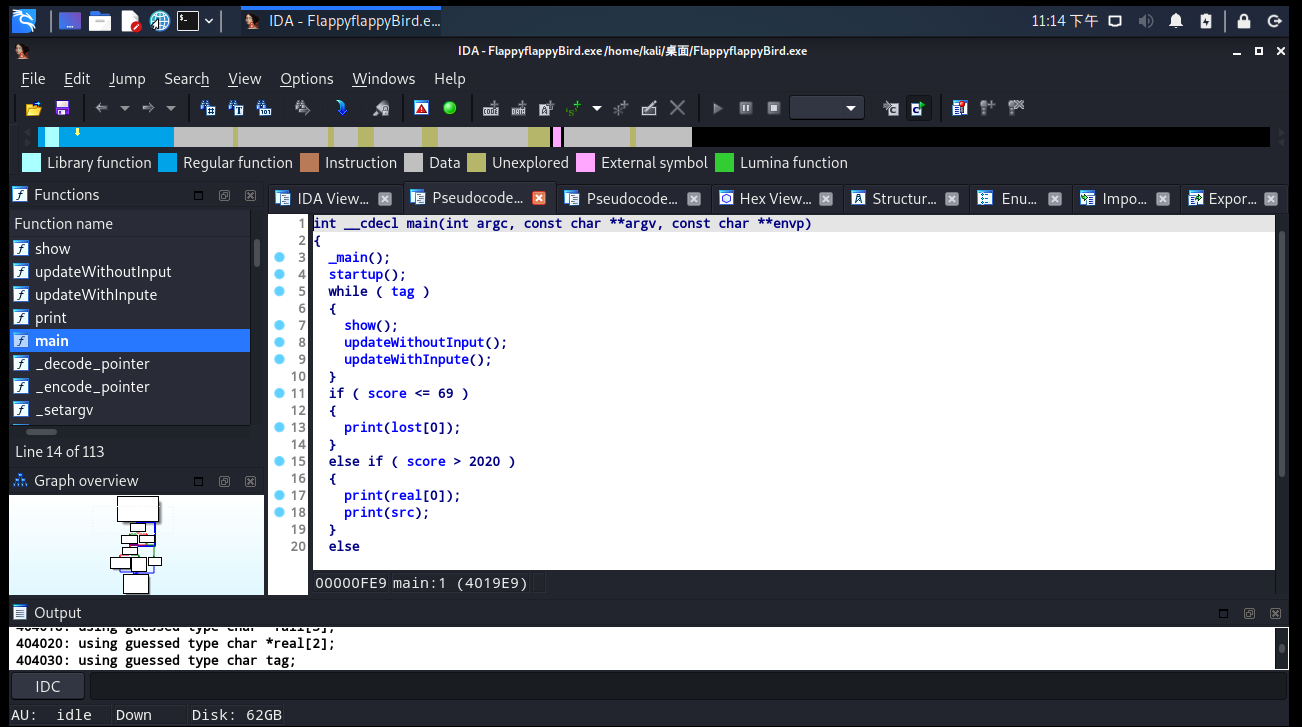 IDA - FlappyflappyBird.e...
11:14 下午
IDA - FlappyflappyBird.exe /home/kali/桌面/FlappyflappyBird.exe
File Edit Jump Search View Options Windows Help
Library function Regular function Instruction Data Unexplored External symbol Lumina function
Functions
IDA View... Pseudocode... Pseudocode... Hex View... Structur... Enu... Impo... Expor...
Function name
show
updateWithoutInput
updateWithInpute
print
main
_decode_pointer
_encode_pointer
_setargv
Line 14 of 113
Graph overview
1 int __cdecl main(int argc, const char **argv, const char **envp)
2 {
3 _main();
4 startup();
5 while ( tag )
6 {
7 show();
8 updateWithoutInput();
9 updateWithInpute();
10 }
11 if ( score <= 69 )
12 {
13 print(lost[0]);
14 }
15 else if ( score > 2020 )
16 {
17 print(real[0]);
18 print(src);
19 }
20 else
00000FE9 main:1 (4019E9)
Output
404020: using guessed type char *real[2];
404030: using guessed type char tag;
IDC
AU: idle Down Disk: 62GB